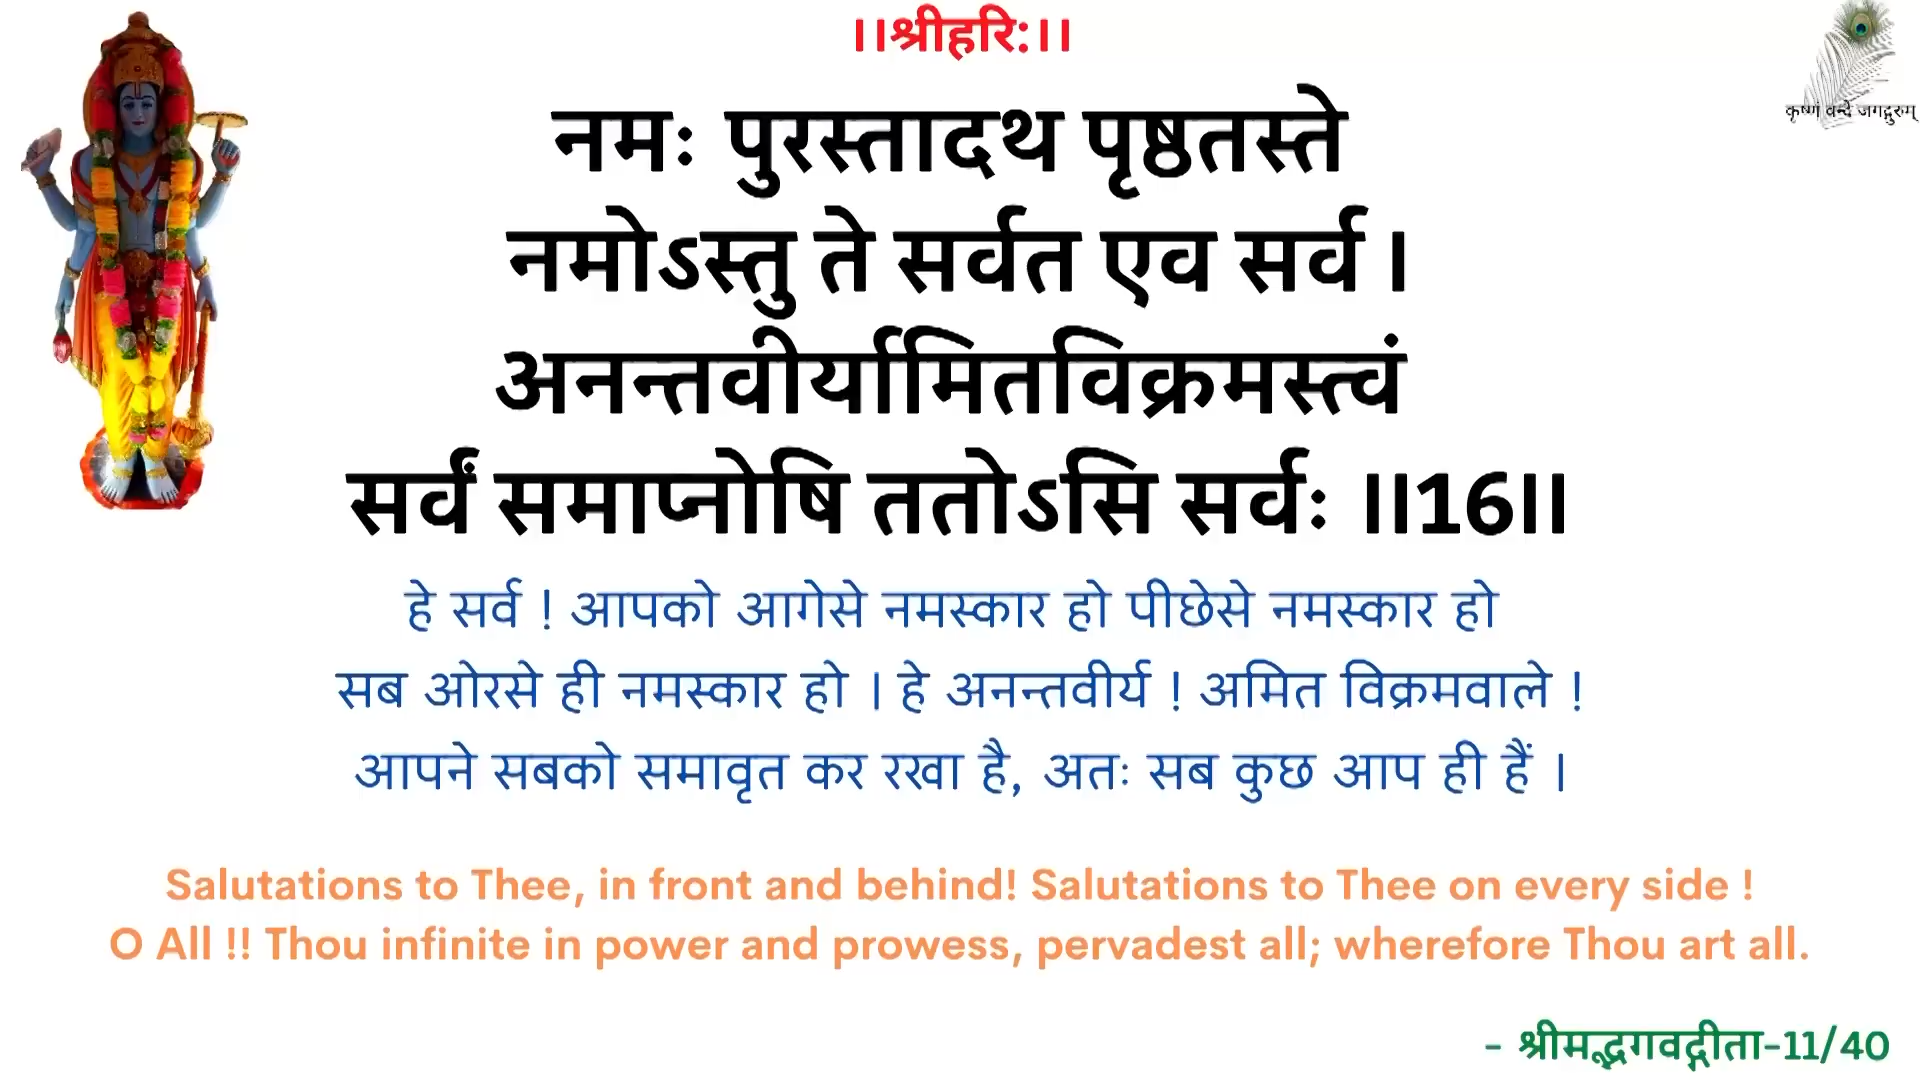 ।।श्रीहरि:।।
कृष्णं वन्दे जगद्गुरुम्
नमः पुरस्तादथ पृष्ठतस्ते
नमोऽस्तु ते सर्वत एव सर्व ।
अनन्तवीर्यामितविक्रमस्त्वं
सर्वं समाप्नोषि ततोऽसि सर्वः ।।16।।
हे सर्व ! आपको आगेसे नमस्कार हो पीछेसे नमस्कार हो
सब ओरसे ही नमस्कार हो । हे अनन्तवीर्य ! अमित विक्रमवाले !
आपने सबको समावृत कर रखा है, अतः सब कुछ आप ही हैं ।
Salutations to Thee, in front and behind! Salutations to Thee on every side !
O All !! Thou infinite in power and prowess, pervadest all; wherefore Thou art all.
- श्रीमद्भगवद्गीता-11/40